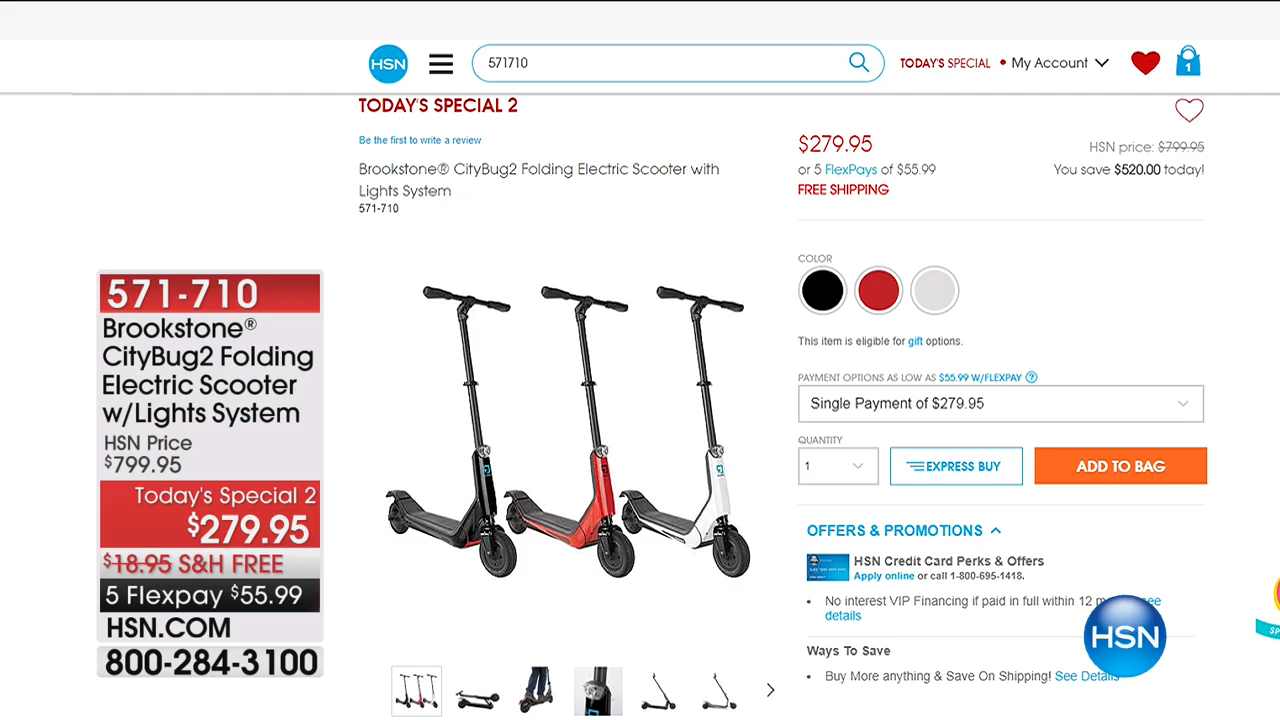 HSN
571710
TODAY'S SPECIAL • My Account
1
TODAY'S SPECIAL 2
Be the first to write a review
Brookstone® CityBug2 Folding Electric Scooter with
Lights System
571-710
$279.95
HSN price: $799.95
or 5 FlexPays of $55.99
You save $520.00 today!
FREE SHIPPING
COLOR
This item is eligible for gift options.
PAYMENT OPTIONS AS LOW AS $55.99 W/FLEXPAY ?
Single Payment of $279.95
QUANTITY
1
EXPRESS BUY
ADD TO BAG
OFFERS & PROMOTIONS
HSN Credit Card Perks & Offers
Apply online or call 1-800-695-1418.
• No interest VIP Financing if paid in full within 12
details
Ways To Save
• Buy More anything & Save On Shipping! See Details
HSN
571-710
Brookstone®
CityBug2 Folding
Electric Scooter
w/Lights System
HSN Price
$799.95
Today's Special 2
$279.95
$18.95 S&H FREE
5 Flexpay $55.99
HSN.COM
800-284-3100